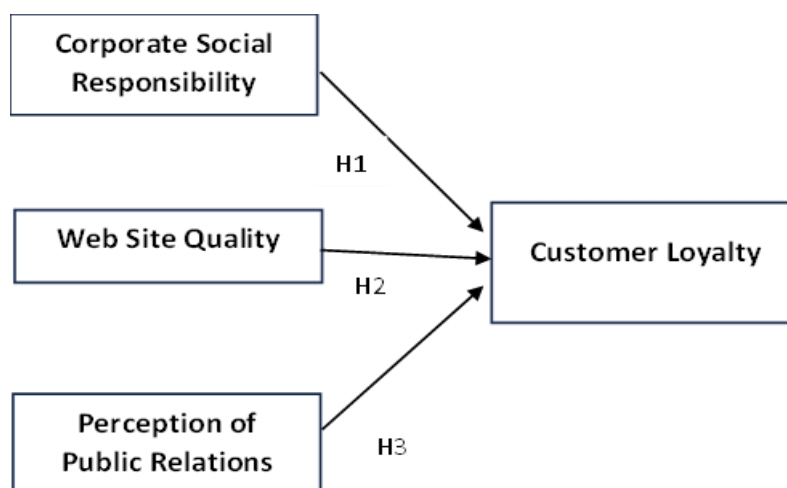 Corporate Social
Responsibility
H1
Web Site Quality
Customer Loyalty
H2
Perception of
Public Relations
H3